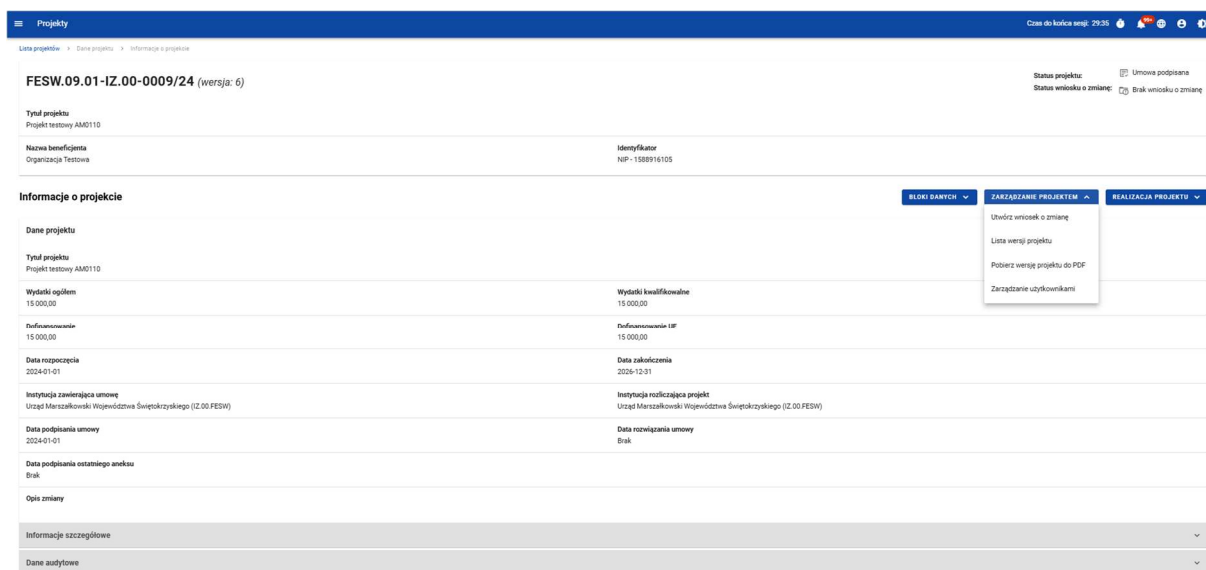 Projekty
Czas do końca sesji: 29:35
99+
Lista projektów > Dane projektu > Informacje o projekcie
FESW.09.01-IZ.00-0009/24 (wersja: 6)
Status projektu: Umowa podpisana
Status wniosku o zmianę: Brak wniosku o zmianę
Tytuł projektu
Projekt testowy AM0110
Nazwa beneficjenta
Organizacja Testowa
Identyfikator
NIP - 1588916105
Informacje o projekcie
BLOKI DANYCH
ZARZĄDZANIE PROJEKTEM
REALIZACJA PROJEKTU
Utwórz wniosek o zmianę
Lista wersji projektu
Pobierz wersję projektu do PDF
Zarządzanie użytkownikami
Dane projektu
Tytuł projektu
Projekt testowy AM0110
Wydatki ogółem
15 000,00
Wydatki kwalifikowalne
15 000,00
Dofinansowanie
15 000,00
Dofinansowanie UE
15 000,00
Data rozpoczęcia
2024-01-01
Data zakończenia
2026-12-31
Instytucja zawierająca umowę
Urząd Marszałkowski Województwa Świętokrzyskiego (IZ.00.FESW)
Instytucja rozliczająca projekt
Urząd Marszałkowski Województwa Świętokrzyskiego (IZ.00.FESW)
Data podpisania umowy
2024-01-01
Data rozwiązania umowy
Brak
Data podpisania ostatniego aneksu
Brak
Opis zmiany
Informacje szczegółowe
Dane audytowe